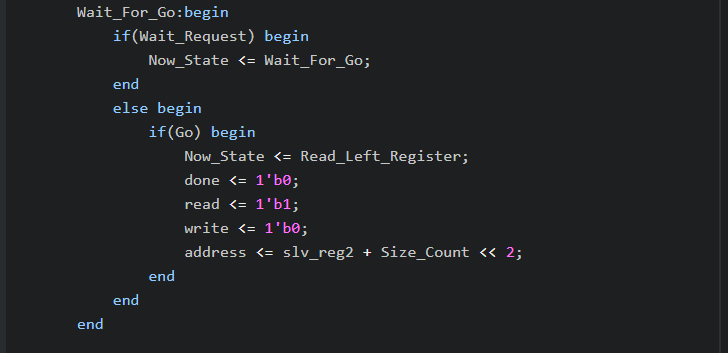 Wait_For_Go:begin
if(Wait_Request) begin
Now_State <= Wait_For_Go;
end
else begin
if(Go) begin
Now_State <= Read_Left_Register;
done <= 1'b0;
read <= 1'b1;
write <= 1'b0;
address <= slv_reg2 + Size_Count << 2;
end
end
end